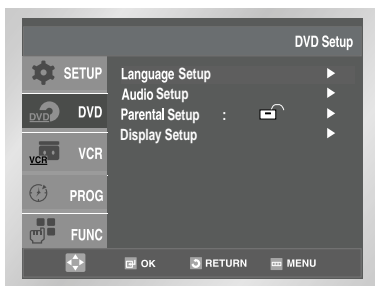 DVD Setup
SETUP
DVD DVD
VCR VCR
PROG
FUNC
Language Setup
Audio Setup
Parental Setup :
Display Setup
OK RETURN MENU